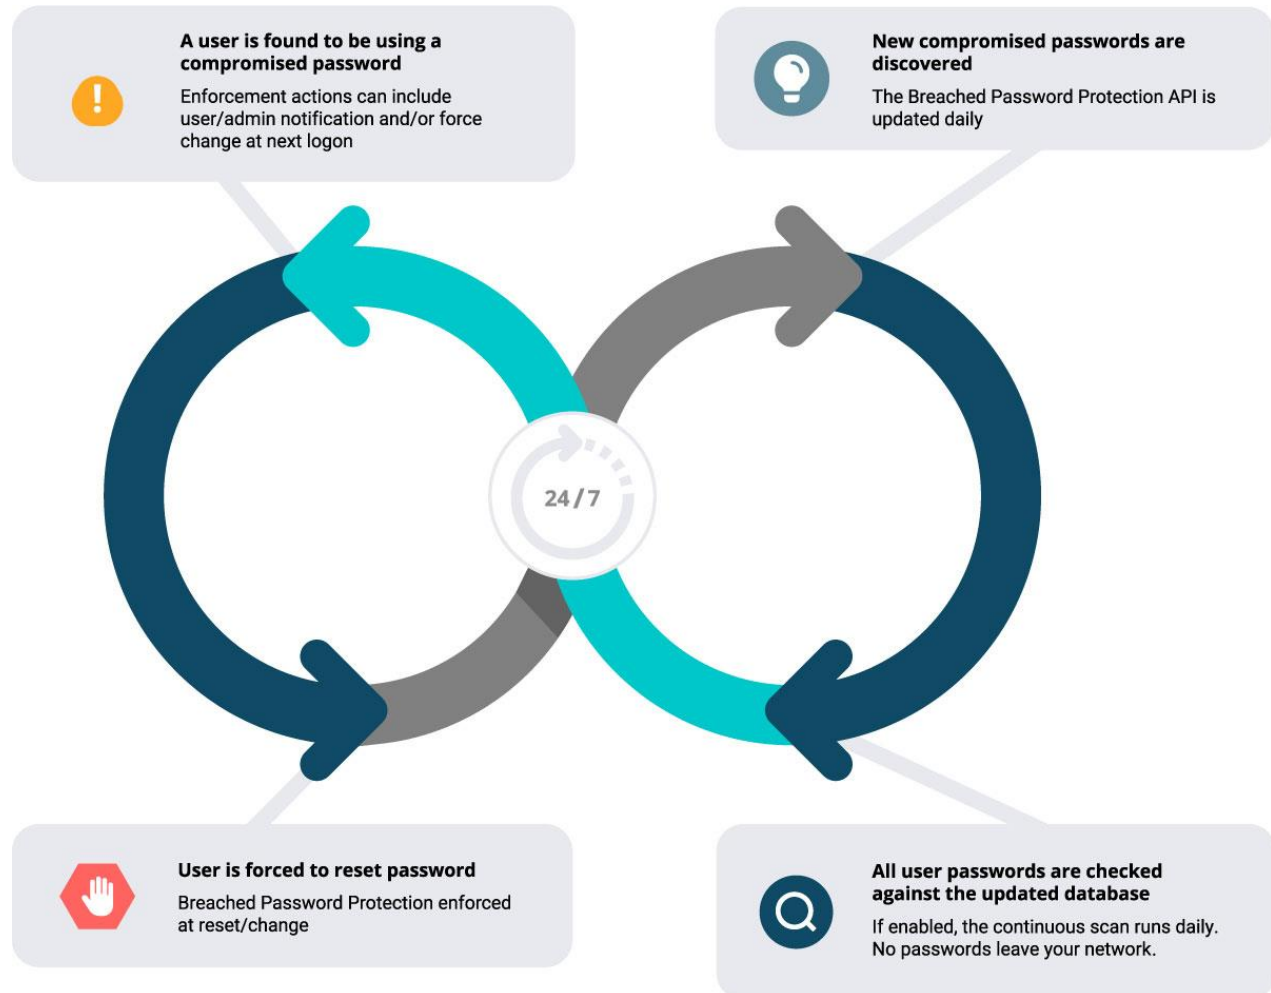 A user is found to be using a
compromised password
Enforcement actions can include
user/admin notification and/or force
change at next logon
New compromised passwords are
discovered
The Breached Password Protection API is
updated daily
24/7
User is forced to reset password
Breached Password Protection enforced
at reset/change
All user passwords are checked
against the updated database
If enabled, the continuous scan runs daily.
No passwords leave your network.